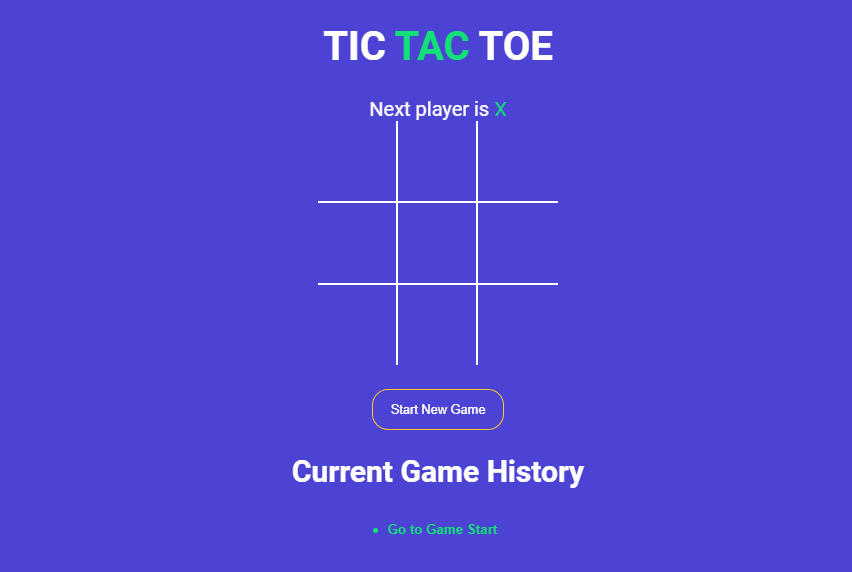 TIC TAC TOE
Next player is X
Start New Game
Current Game History
Go to Game Start